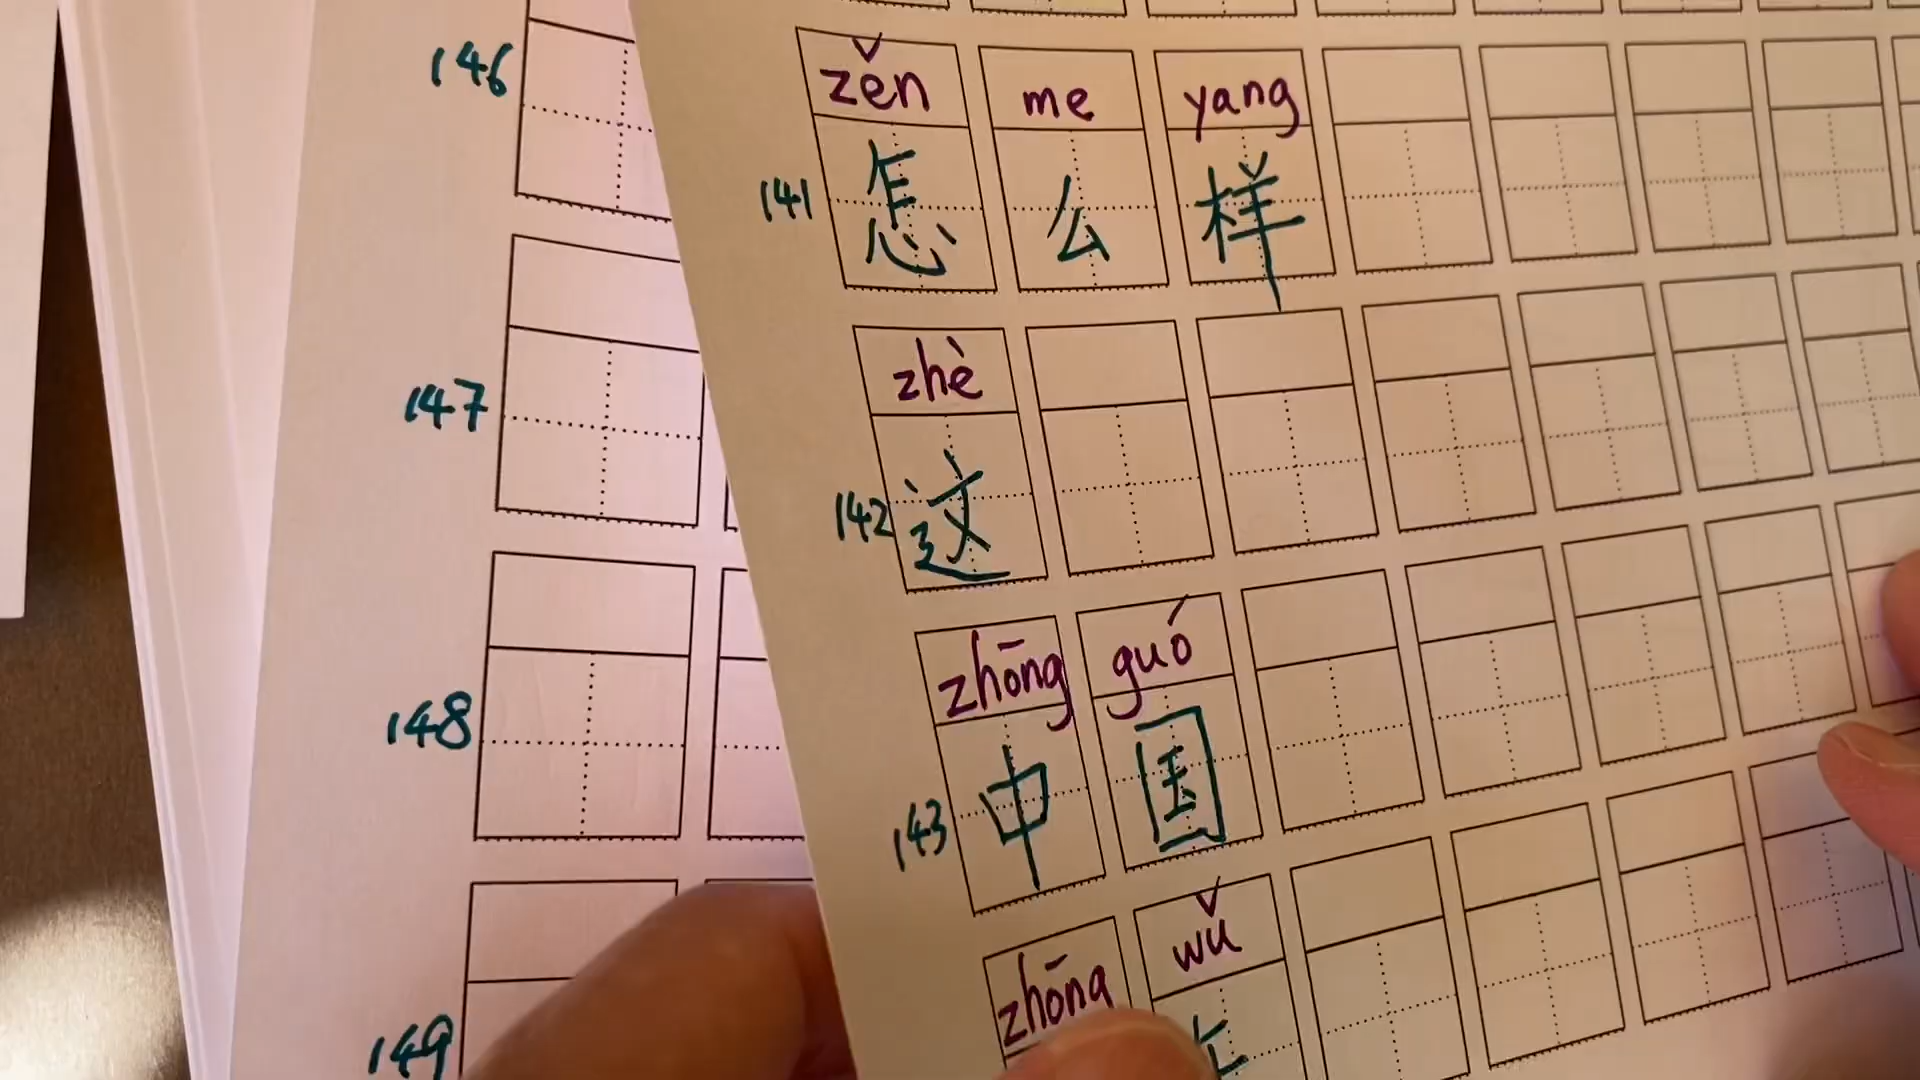 146
147
148
149
zěn me yang
141 怎么样
zhè
142 这
zhōng guó
143 中国
zhōng wǔ